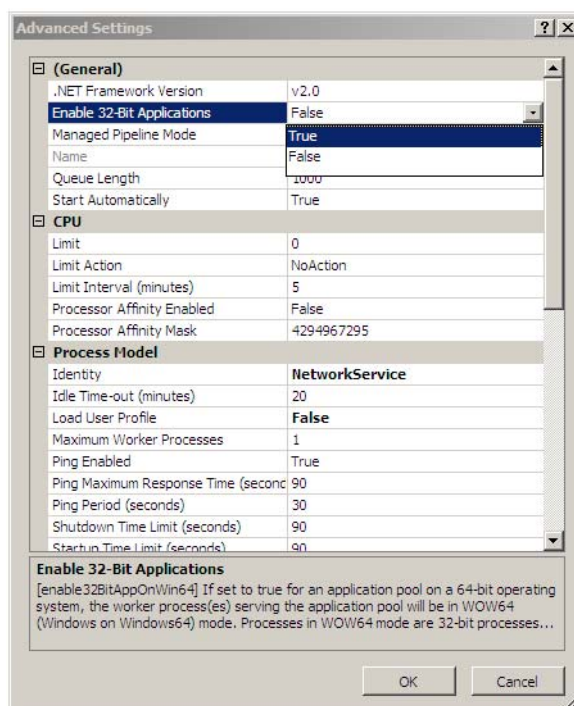 Advanced Settings
(General)
.NET Framework Version v2.0
Enable 32-Bit Applications False
Managed Pipeline Mode True
Name False
Queue Length 1000
Start Automatically True
CPU
Limit 0
Limit Action NoAction
Limit Interval (minutes) 5
Processor Affinity Enabled False
Processor Affinity Mask 4294967295
Process Model
Identity NetworkService
Idle Time-out (minutes) 20
Load User Profile False
Maximum Worker Processes 1
Ping Enabled True
Ping Maximum Response Time (second 90
Ping Period (seconds) 30
Shutdown Time Limit (seconds) 90
Startup Time Limit (seconds) 90
Enable 32-Bit Applications
[enable32BitAppOnWin64] If set to true for an application pool on a 64-bit operating
system, the worker process(es) serving the application pool will be in WOW64
(Windows on Windows64) mode. Processes in WOW64 mode are 32-bit processes...
OK Cancel